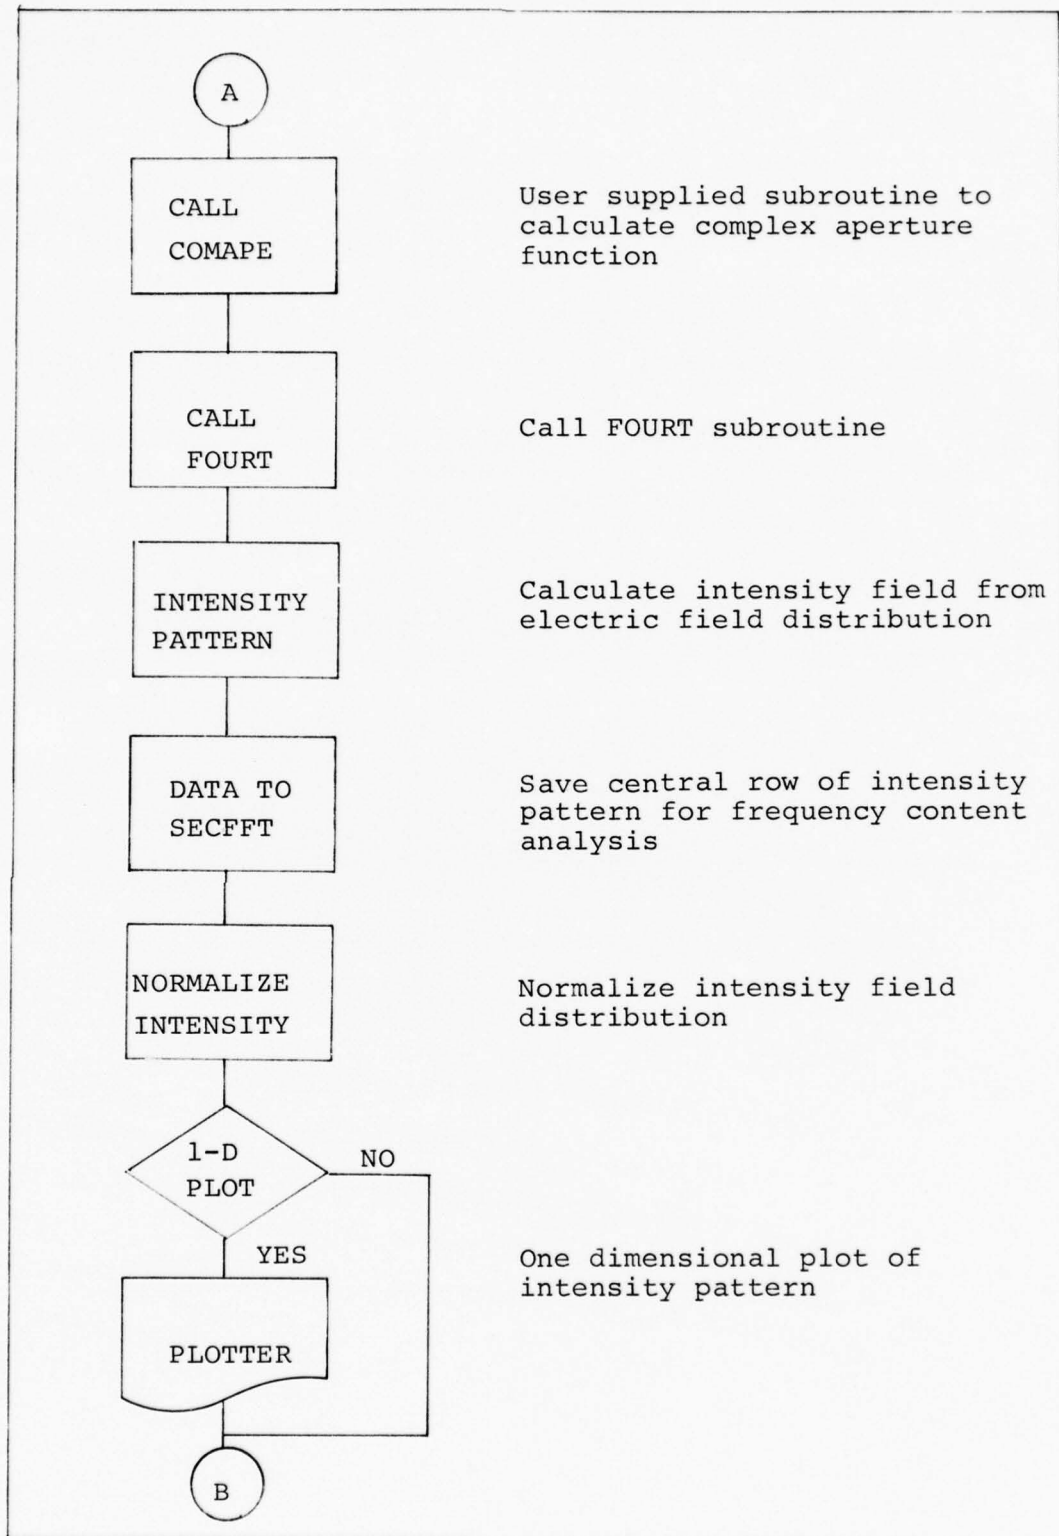 A
CALL
COMAPE
User supplied subroutine to
calculate complex aperture
function
CALL
FOURT
Call FOURT subroutine
INTENSITY
PATTERN
Calculate intensity field from
electric field distribution
DATA TO
SECFFT
Save central row of intensity
pattern for frequency content
analysis
NORMALIZE
INTENSITY
Normalize intensity field
distribution
1-D
PLOT
NO
YES
One dimensional plot of
intensity pattern
PLOTTER
B